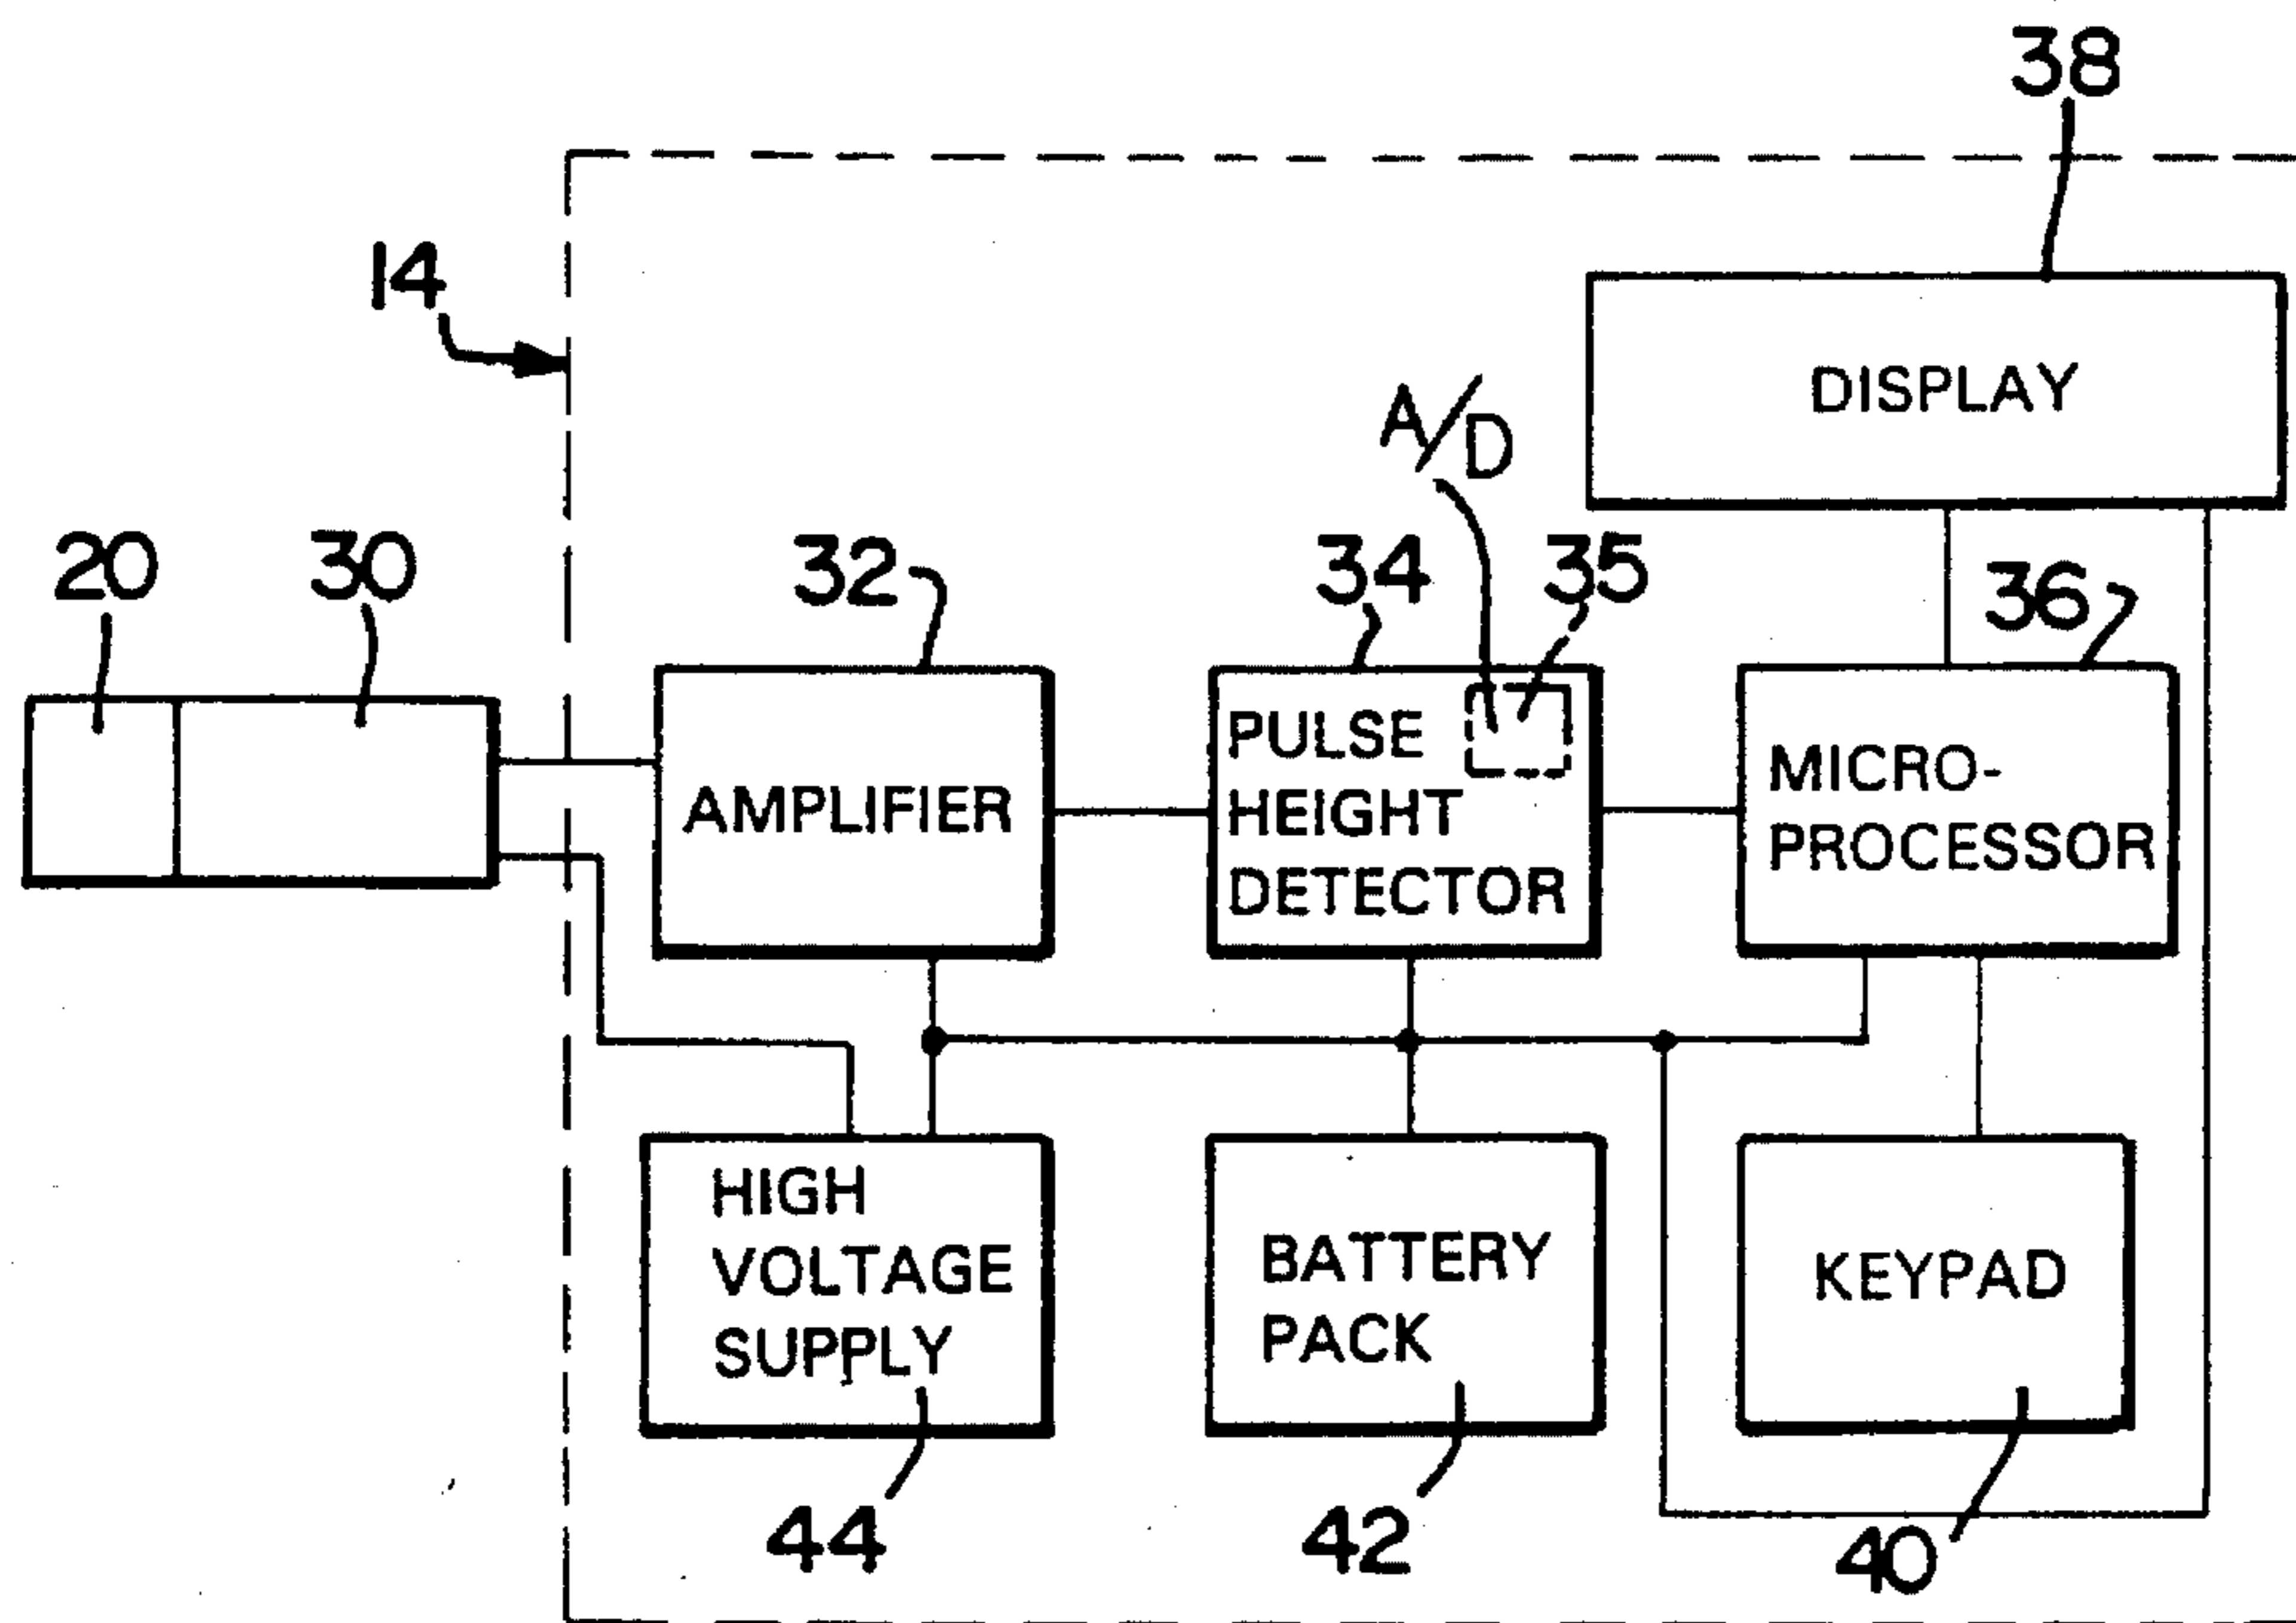 38
14
DISPLAY
A/D
20
30
32
34
35
36
AMPLIFIER
PULSE
HEIGHT
DETECTOR
MICRO-
PROCESSOR
HIGH
VOLTAGE
SUPPLY
BATTERY
PACK
KEYPAD
44
42
40